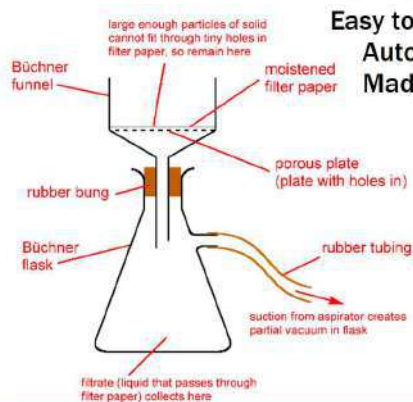 large enough particles of solid
cannot fit through tiny holes in
filter paper, so remain here
Easy to
Auto
Mad
Büchner
funnel
moistened
filter paper
porous plate
(plate with holes in)
rubber bung
Büchner
flask
rubber tubing
suction from aspirator creates
partial vacuum in flask
filtrate (liquid that passes through
filter paper) collects here